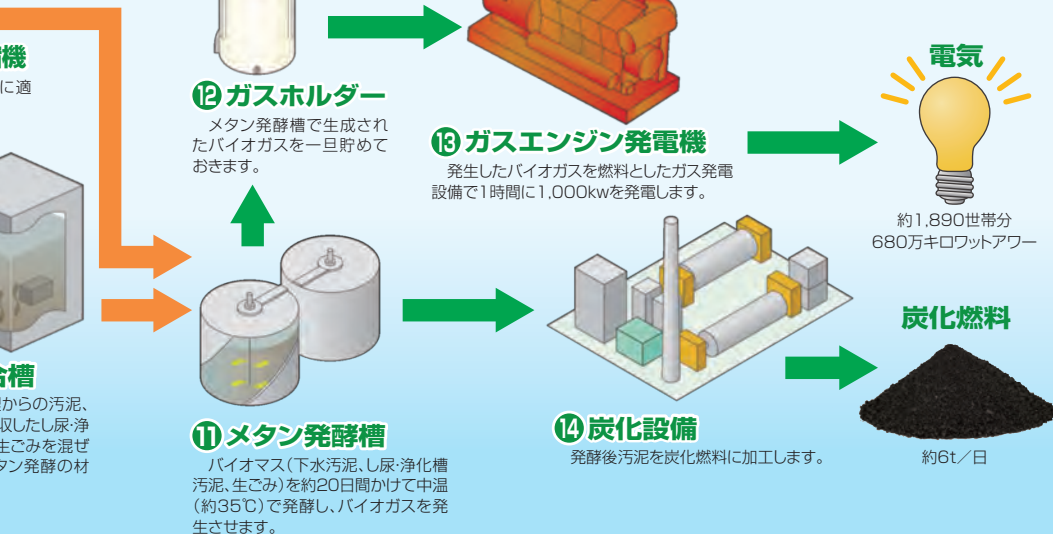 機
に適
合槽
からの汚泥、
収したし尿・浄
生ごみを混ぜ
タン発酵の材
⑫ガスホルダー
メタン発酵槽で生成され
たバイオガスを一旦貯めて
おきます。
⑬ガスエンジン発電機
発生したバイオガスを燃料としたガス発電
設備で1時間に1,000kwを発電します。
電気
約1,890世帯分
680万キロワットアワー
⑪メタン発酵槽
バイオマス(下水汚泥、し尿・浄化槽
汚泥、生ごみ)を約20日間かけて中温
(約35℃)で発酵し、バイオガスを発
生させます。
⑭炭化設備
発酵後汚泥を炭化燃料に加工します。
炭化燃料
約6t/日